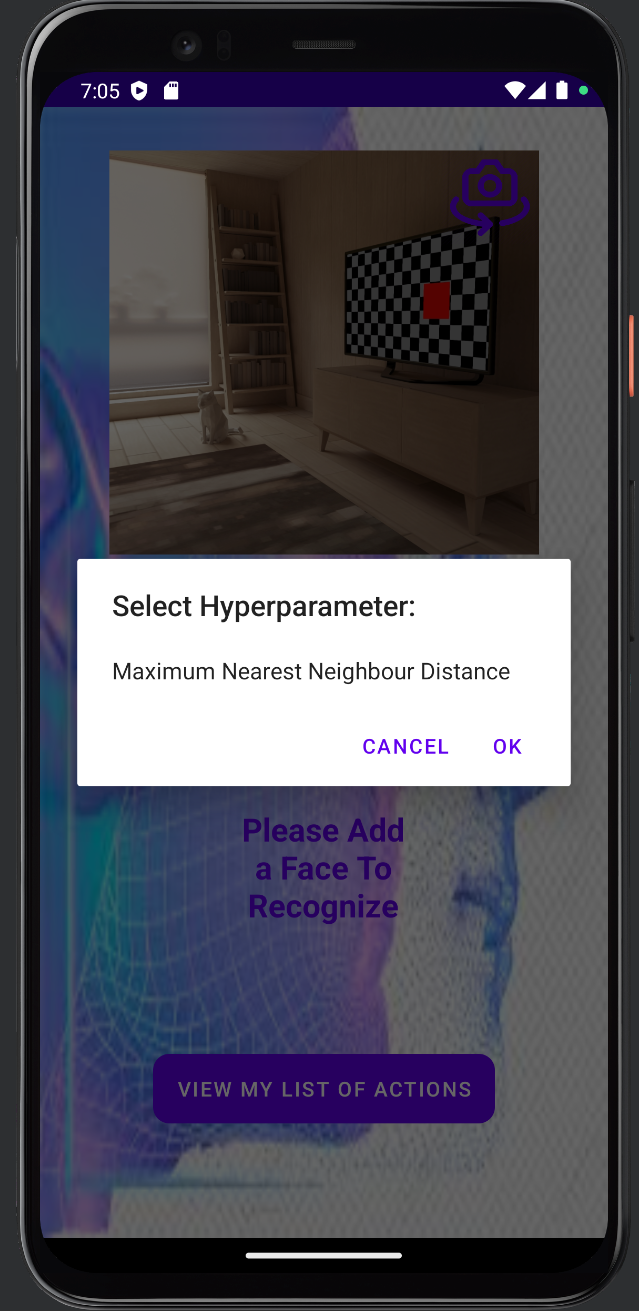 7:05
Select Hyperparameter:
Maximum Nearest Neighbour Distance
CANCEL OK
Please Add
a Face To
Recognize
VIEW MY LIST OF ACTIONS